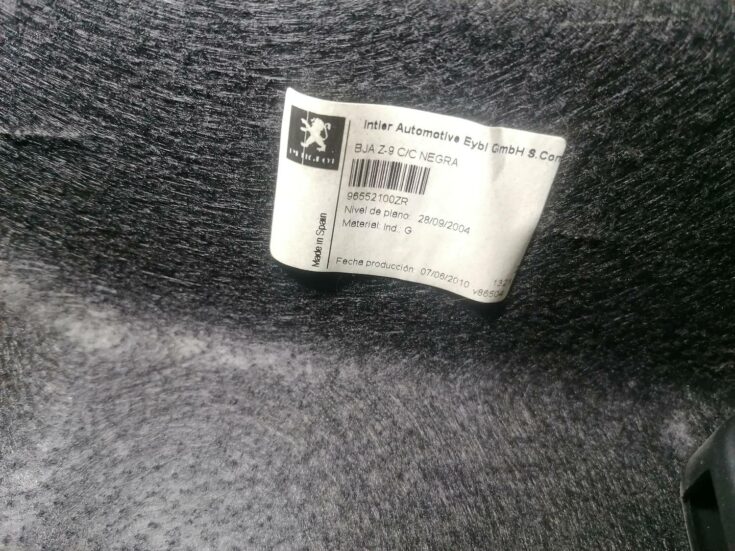 PEUGEOT
Intier Automotive Eybl GmbH S.Com
BJA Z-9 C/C NEGRA
96552100ZR
Nivel de plano: 28/09/2004
Material: Ind.: G
Made in Spain
Fecha producción: 07/06/2010